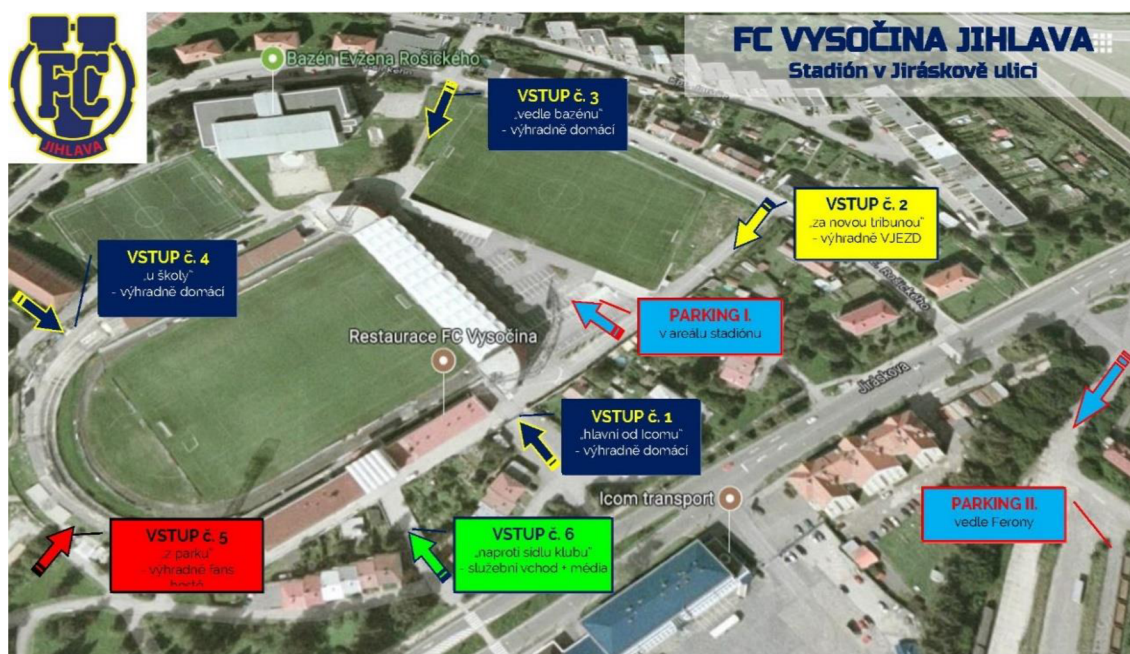 FC
JIHLAVA
FC VYSOČINA JIHLAVA
Stadión v Jiráskově ulici
Bazén Evžena Rošického
VSTUP č. 3
„vedle bazénu"
- výhradně domácí
VSTUP č. 2
„za novou tribunou"
- výhradně VJEZD
VSTUP č. 4
„u školy"
- výhradně domácí
PARKING I.
v areálu stadiónu
Rošického
Restaurace FC Vysočina
Jiráskova
VSTUP č. 1
„hlavní od Icomu"
- výhradně domácí
Icom transport
PARKING II.
vedle Ferony
VSTUP č. 5
„z parku"
- výhradně fans
hosté
VSTUP č. 6
„naproti sídlu klubu"
- služební vchod + média